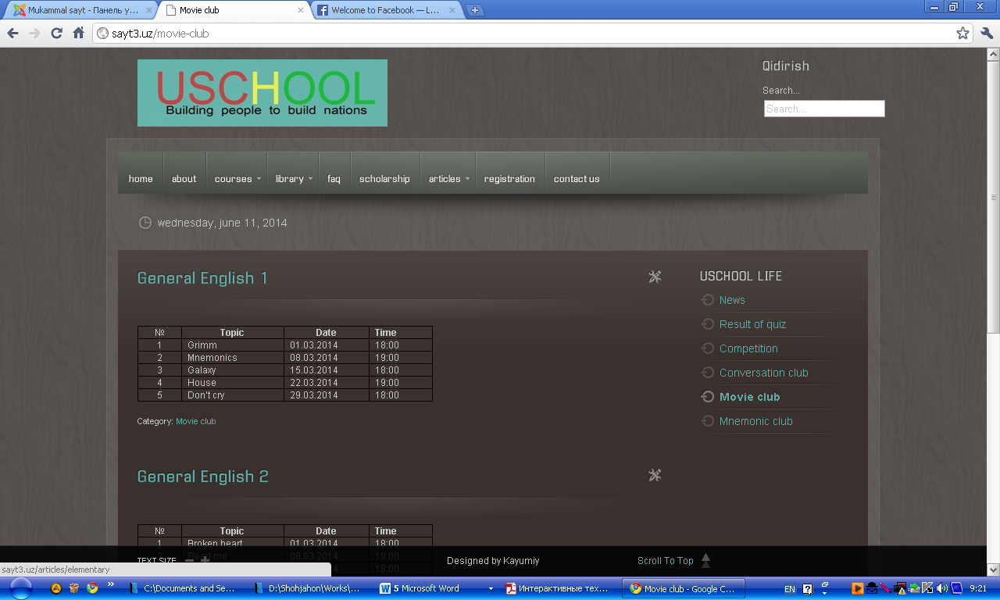 Mukammal sayt - Панель у...
Movie club
Welcome to Facebook — L...
sayt3.uz/movie-club
USCHOOL
Building people to build nations
Qidirish
Search...
Search...
home about courses library faq scholarship articles registration contact us
wednesday, june 11, 2014
General English 1
№ Topic Date Time
1 Grimm 01.03.2014 18:00
2 Mnemonics 08.03.2014 19:00
3 Galaxy 15.03.2014 18:00
4 House 22.03.2014 19:00
5 Don't cry 29.03.2014 18:00
Category: Movie club
USCHOOL LIFE
News
Result of quiz
Competition
Conversation club
Movie club
Mnemonic club
General English 2
№ Topic Date Time
1 Broken heart 01.03.2014 18:00
2 Read me 08.03.2014 19:00
TEXT SIZE
Designed by Kayumiy
Scroll To Top
sayt3.uz/articles/elementary
C:\Documents and Se...
D:\Shohjahon\Works\...
5 Microsoft Word
Интерактивные тех...
Movie club - Google C...
EN
9:21